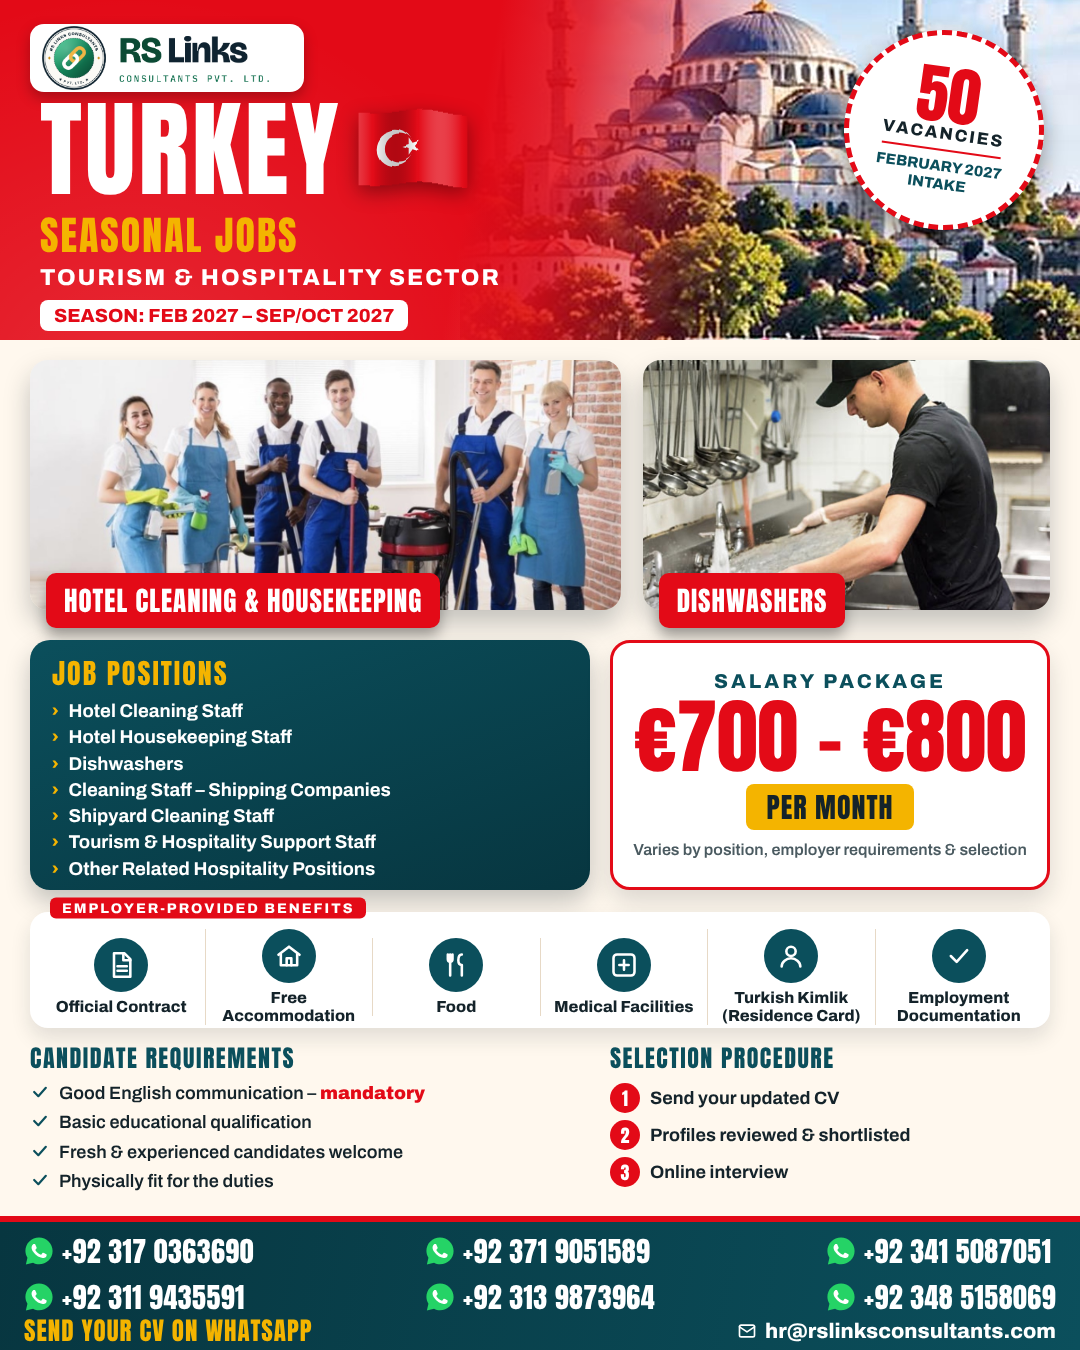 RS LINKS CONSULTANTS
PVT. LTD.
RS Links
CONSULTANTS PVT. LTD.
TURKEY
SEASONAL JOBS
TOURISM & HOSPITALITY SECTOR
SEASON: FEB 2027 – SEP/OCT 2027
50
VACANCIES
FEBRUARY 2027
INTAKE
HOTEL CLEANING & HOUSEKEEPING
DISHWASHERS
JOB POSITIONS
› Hotel Cleaning Staff
› Hotel Housekeeping Staff
› Dishwashers
› Cleaning Staff – Shipping Companies
› Shipyard Cleaning Staff
› Tourism & Hospitality Support Staff
› Other Related Hospitality Positions
SALARY PACKAGE
€700 - €800
PER MONTH
Varies by position, employer requirements & selection
EMPLOYER-PROVIDED BENEFITS
Official Contract
Free
Accommodation
Food
Medical Facilities
Turkish Kimlik
(Residence Card)
Employment
Documentation
CANDIDATE REQUIREMENTS
Good English communication – mandatory
Basic educational qualification
Fresh & experienced candidates welcome
Physically fit for the duties
SELECTION PROCEDURE
1 Send your updated CV
2 Profiles reviewed & shortlisted
3 Online interview
+92 317 0363690
+92 371 9051589
+92 341 5087051
+92 311 9435591
+92 313 9873964
+92 348 5158069
SEND YOUR CV ON WHATSAPP
hr@rslinksconsultants.com